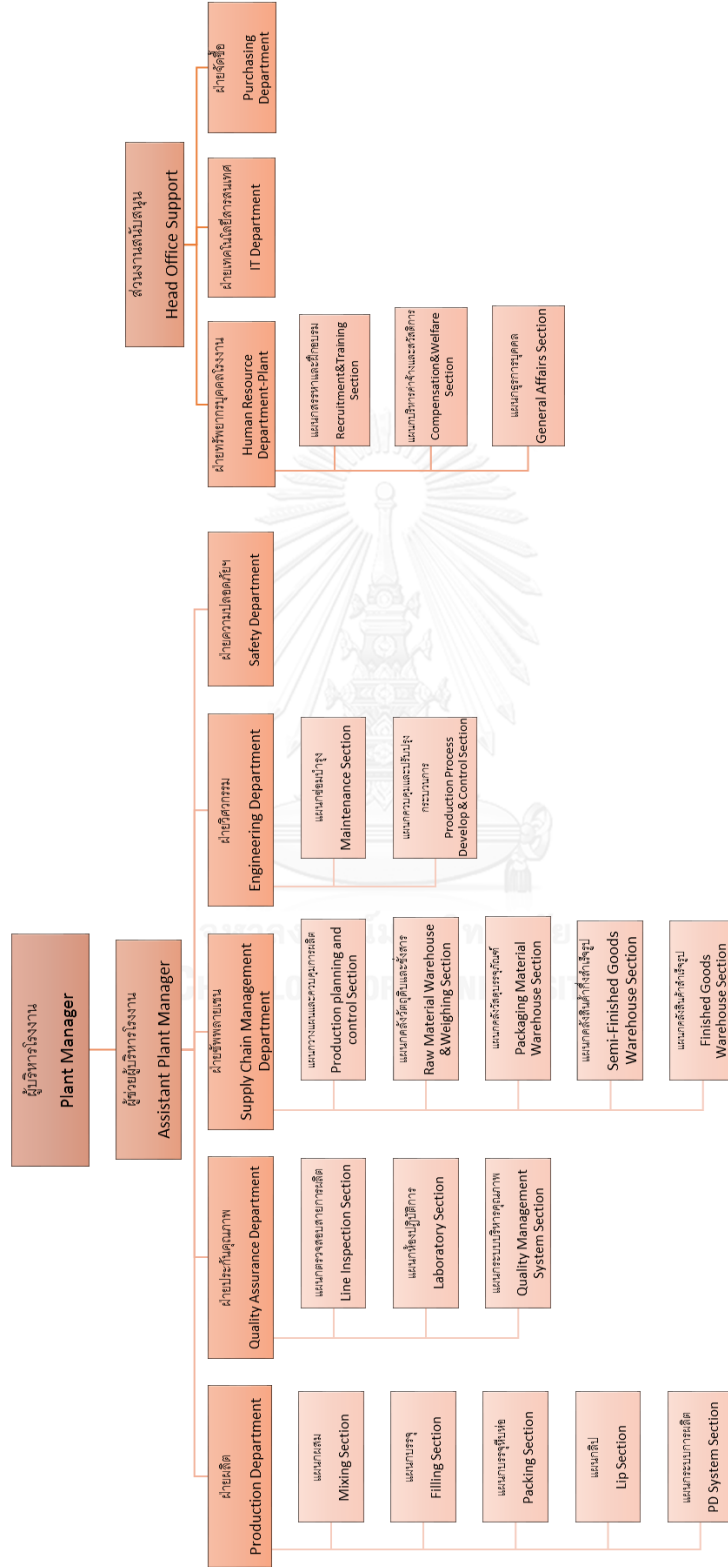 ผู้บริหารโรงงาน
Plant Manager
ผู้ช่วยผู้บริหารโรงงาน
Assistant Plant Manager
ฝ่ายผลิต
Production Department
แผนกผสม
Mixing Section
แผนกบรรจุ
Filling Section
แผนกบรรจุหีบห่อ
Packing Section
แผนกลิป
Lip Section
แผนกระบบการผลิต
PD System Section
ฝ่ายประกันคุณภาพ
Quality Assurance Department
แผนกตรวจสอบสายการผลิต
Line Inspection Section
แผนกห้องปฏิบัติการ
Laboratory Section
แผนกระบบบริหารคุณภาพ
Quality Management
System Section
ฝ่ายซัพพลายเชน
Supply Chain Management
Department
แผนกวางแผนและควบคุมการผลิต
Production planning and
control Section
แผนกคลังวัตถุดิบและชั่งสาร
Raw Material Warehouse
& Weighing Section
แผนกคลังวัสดุบรรจุภัณฑ์
Packaging Material
Warehouse Section
แผนกคลังสินค้ากึ่งสำเร็จรูป
Semi-Finished Goods
Warehouse Section
แผนกคลังสินค้าสำเร็จรูป
Finished Goods
Warehouse Section
ฝ่ายวิศวกรรม
Engineering Department
แผนกซ่อมบำรุง
Maintenance Section
แผนกควบคุมและปรับปรุง
กระบวนการ
Production Process
Develop & Control Section
ฝ่ายความปลอดภัยฯ
Safety Department
ส่วนงานสนับสนุน
Head Office Support
ฝ่ายทรัพยากรบุคคลโรงงาน
Human Resource
Department-Plant
แผนกสรรหาและฝึกอบรม
Recruitment&Training
Section
แผนกบริหารค่าจ้างและสวัสดิการ
Compensation&Welfare
Section
แผนกธุรการบุคคล
General Affairs Section
ฝ่ายเทคโนโลยีสารสนเทศ
IT Department
ฝ่ายจัดซื้อ
Purchasing
Department